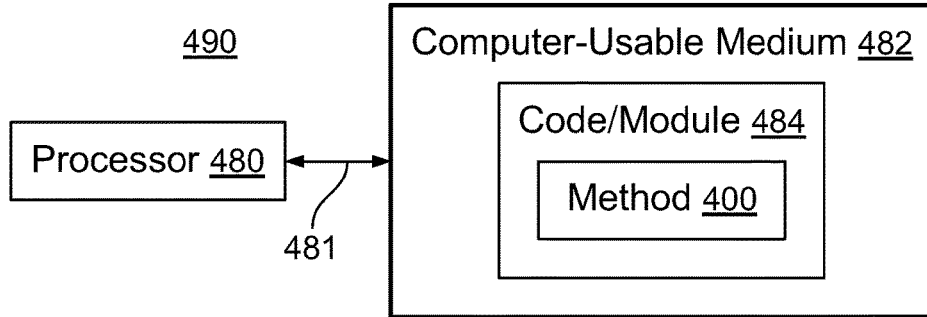 490
Computer-Usable Medium 482
Code/Module 484
Processor 480
Method 400
481